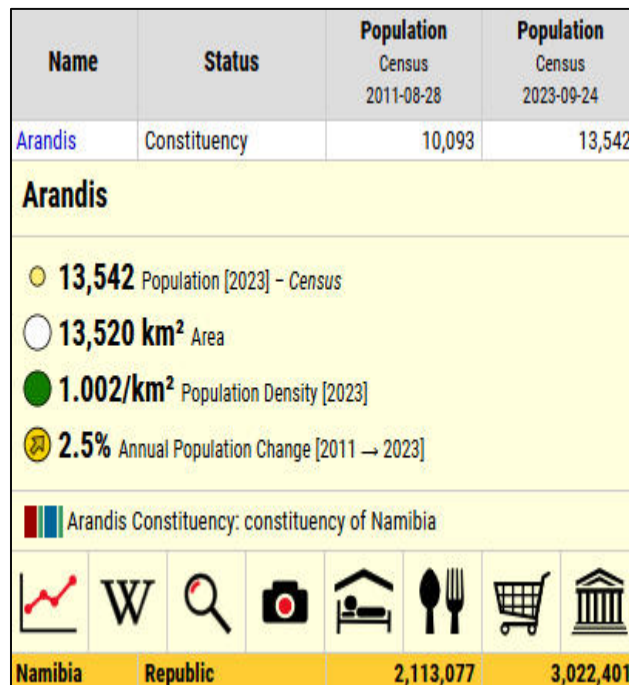 Name Status Population Census 2011-08-28 Population Census 2023-09-24
Arandis Constituency 10,093 13,542
Arandis
13,542 Population [2023] – Census
13,520 km² Area
1.002/km² Population Density [2023]
2.5% Annual Population Change [2011 → 2023]
Arandis Constituency: constituency of Namibia
W
Namibia Republic 2,113,077 3,022,401